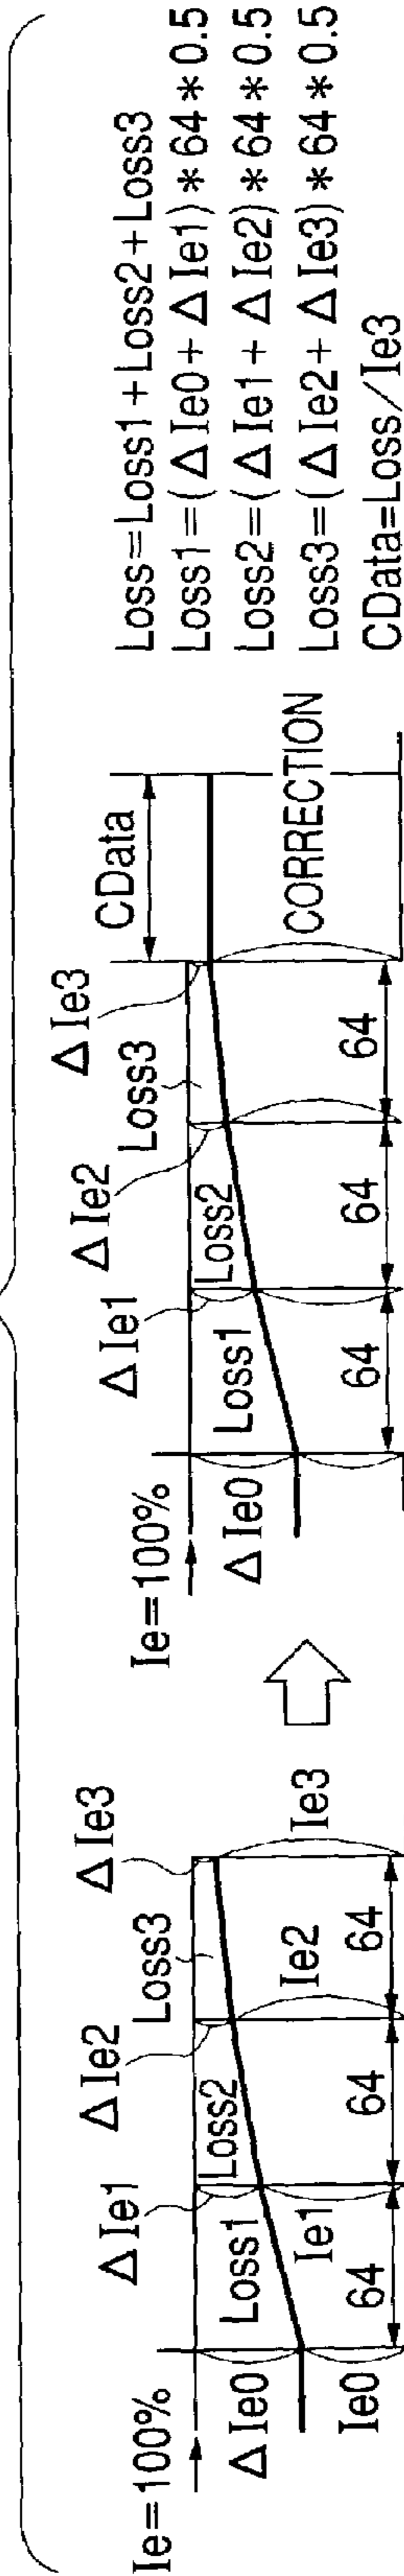 Ie=100%
ΔIe0
Ie0
ΔIe1
ΔIe2
ΔIe3
Loss1
Loss2
Loss3
Ie1
Ie2
Ie3
64
64
64
Ie=100%
ΔIe0
ΔIe1
ΔIe2
ΔIe3
Loss1
Loss2
Loss3
64
64
64
CData
CORRECTION
Loss=Loss1+Loss2+Loss3
Loss1=(ΔIe0+ΔIe1)*64*0.5
Loss2=(ΔIe1+ΔIe2)*64*0.5
Loss3=(ΔIe2+ΔIe3)*64*0.5
CData=Loss/Ie3